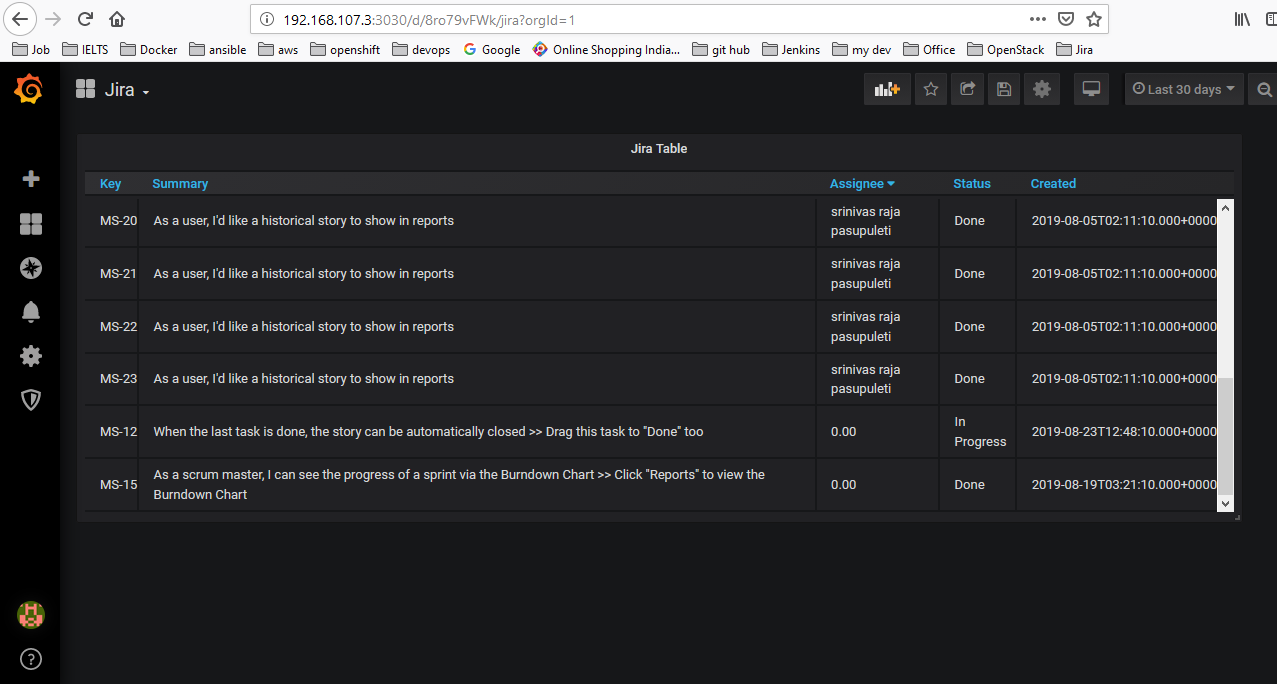 192.168.107.3:3030/d/8ro79vFWk/jira?orgId=1
Job IELTS Docker ansible aws openshift devops Google Online Shopping India... git hub Jenkins my dev Office OpenStack Jira
Jira
Last 30 days
Jira Table
Key Summary Assignee Status Created
MS-20 As a user, I'd like a historical story to show in reports srinivas raja pasupuleti Done 2019-08-05T02:11:10.000+0000
MS-21 As a user, I'd like a historical story to show in reports srinivas raja pasupuleti Done 2019-08-05T02:11:10.000+0000
MS-22 As a user, I'd like a historical story to show in reports srinivas raja pasupuleti Done 2019-08-05T02:11:10.000+0000
MS-23 As a user, I'd like a historical story to show in reports srinivas raja pasupuleti Done 2019-08-05T02:11:10.000+0000
MS-12 When the last task is done, the story can be automatically closed >> Drag this task to "Done" too 0.00 In Progress 2019-08-23T12:48:10.000+0000
MS-15 As a scrum master, I can see the progress of a sprint via the Burndown Chart >> Click "Reports" to view the Burndown Chart 0.00 Done 2019-08-19T03:21:10.000+0000